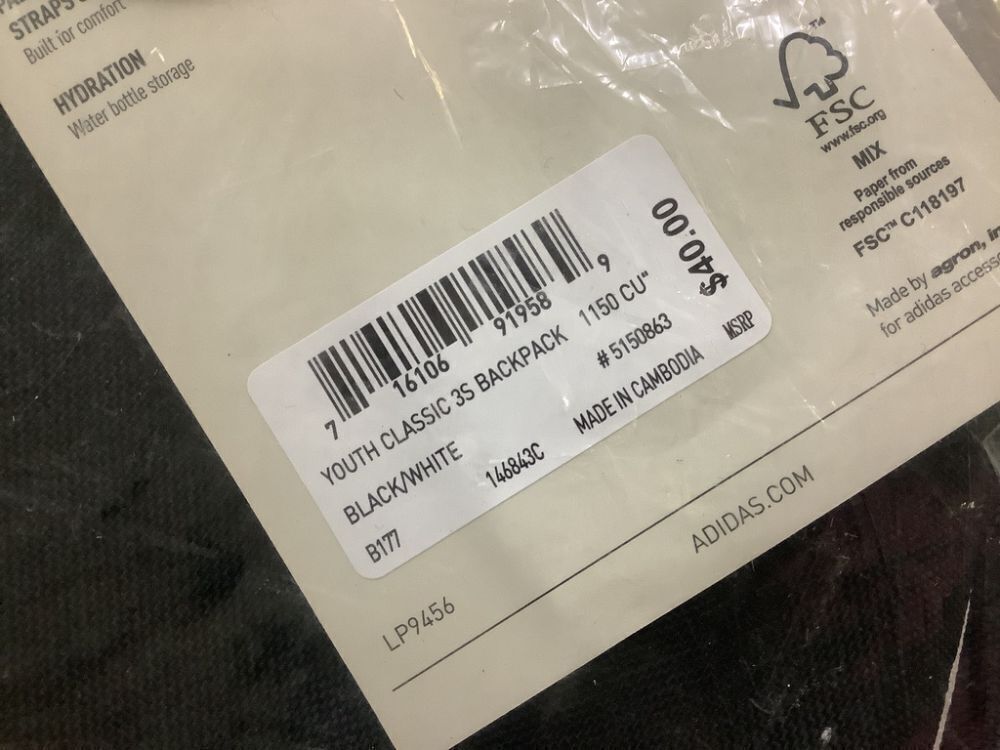 STRAPS
Built for comfort
HYDRATION
Water bottle storage
TM
FSC
www.fsc.org
MIX
Paper from
responsible sources
FSC™ C118197
Made by agron,
for adidas
7 16106 91958 9
$40.00
MSRP
YOUTH CLASSIC 3S BACKPACK 1150 CU"
BLACK/WHITE #5150863
B177 146843C MADE IN CAMBODIA
LP9456
ADIDAS.COM